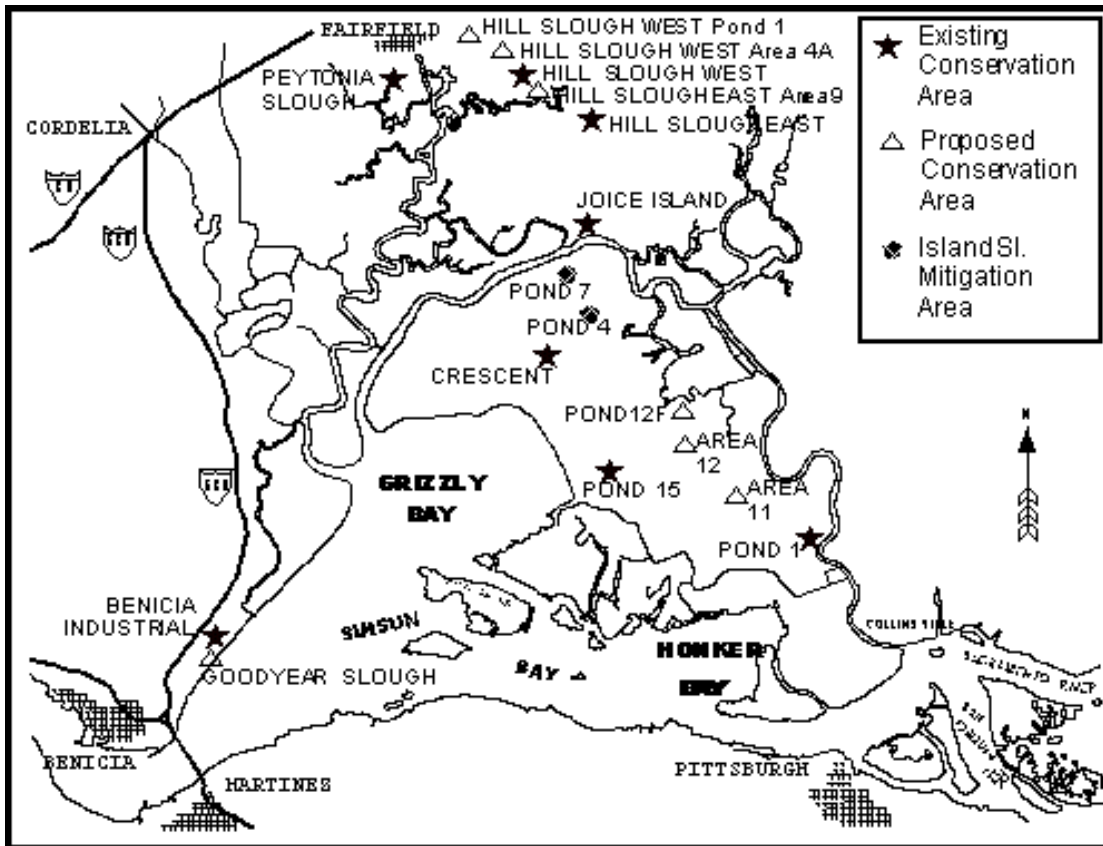 FAIRFIELD
HILL SLOUGH WEST Pond 1
HILL SLOUGH WEST Area 4A
PEYTONIA
SLOUGH
HILL SLOUGH WEST
HILL SLOUGHEAST Area9
HILL SLOUGHEAST
CORDELIA
JOICE ISLAND
POND 7
POND 4
CRESCENT
POND12F
AREA
12
GRIZZLY
BAY
POND 15
AREA
11
POND 1
BENICIA
INDUSTRIAL
GOODYEAR SLOUGH
SUISUN
BAY
HONKER
BAY
SACRAMENTO RIVER
BENICIA
MARTINES
PITTSBURGH
Existing
Conservation
Area
Proposed
Conservation
Area
Island Sl.
Mitigation
Area
N